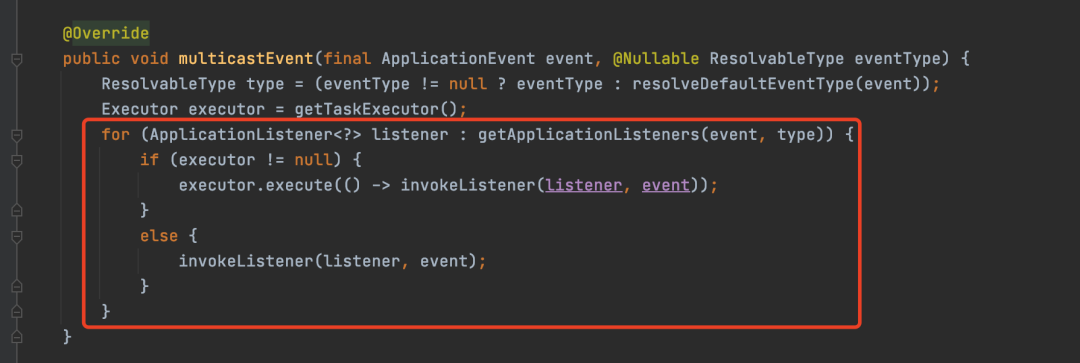 @Override
public void multicastEvent(final ApplicationEvent event, @Nullable ResolvableType eventType) {
    ResolvableType type = (eventType != null ? eventType : resolveDefaultEventType(event));
    Executor executor = getTaskExecutor();
    for (ApplicationListener<?> listener : getApplicationListeners(event, type)) {
        if (executor != null) {
            executor.execute(() -> invokeListener(listener, event));
        }
        else {
            invokeListener(listener, event);
        }
    }
}